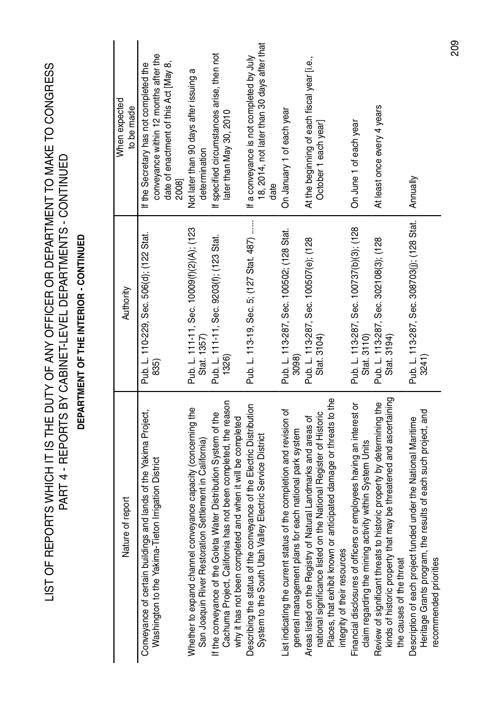 LIST OF REPORTS WHICH IT IS THE DUTY OF ANY OFFICER OR DEPARTMENT TO MAKE TO CONGRESS
PART 4 - REPORTS BY CABINET-LEVEL DEPARTMENTS - CONTINUED
DEPARTMENT OF THE INTERIOR - CONTINUED
Nature of report
Authority
When expected
to be made
Conveyance of certain buildings and lands of the Yakima Project,
Washington to the Yakima-Tieton Irrigation District
Pub. L. 110-229, Sec. 506(d); (122 Stat.
835)
If the Secretary has not completed the
conveyance within 12 months after the
date of enactment of this Act [May 8,
2008]
Whether to expand channel conveyance capacity (concerning the
San Joaquin River Restoration Settlement in California)
Pub. L. 111-11, Sec. 10009(f)(2)(A); (123
Stat. 1357)
Not later than 90 days after issuing a
determination
If the conveyance of the Goleta Water Distribution System of the
Cachuma Project, California has not been completed, the reason
why it has not been completed and when it will be completed
Pub. L. 111-11, Sec. 9203(f); (123 Stat.
1326)
If specified circumstances arise, then not
later than May 30, 2010
Describing the status of the conveyance of the Electric Distribution
System to the South Utah Valley Electric Service District
Pub. L. 113-19, Sec. 5; (127 Stat. 487) ......
If a conveyance is not completed by July
18, 2014, not later than 30 days after that
date
List indicating the current status of the completion and revision of
general management plans for each national park system
Pub. L. 113-287, Sec. 100502; (128 Stat.
3098)
On January 1 of each year
Areas listed on the Registry of Natural Landmarks and areas of
national significance listed on the National Register of Historic
Places, that exhibit known or anticipated damage or threats to the
integrity of their resources
Pub. L. 113-287, Sec. 100507(e); (128
Stat. 3104)
At the beginning of each fiscal year [i.e.,
October 1 each year]
Financial disclosures of officers or employees having an interest or
claim regarding the mining activity within System Units
Pub. L. 113-287, Sec. 100737(b)(3); (128
Stat. 3110)
On June 1 of each year
Review of significant threats to historic property by determining the
kinds of historic property that may be threatened and ascertaining
the causes of the threat
Pub. L. 113-287, Sec. 302108(3); (128
Stat. 3194)
At least once every 4 years
Description of each project funded under the National Maritime
Heritage Grants program, the results of each such project, and
recommended priorities
Pub. L. 113-287, Sec. 308703(j); (128 Stat.
3241)
Annually
209